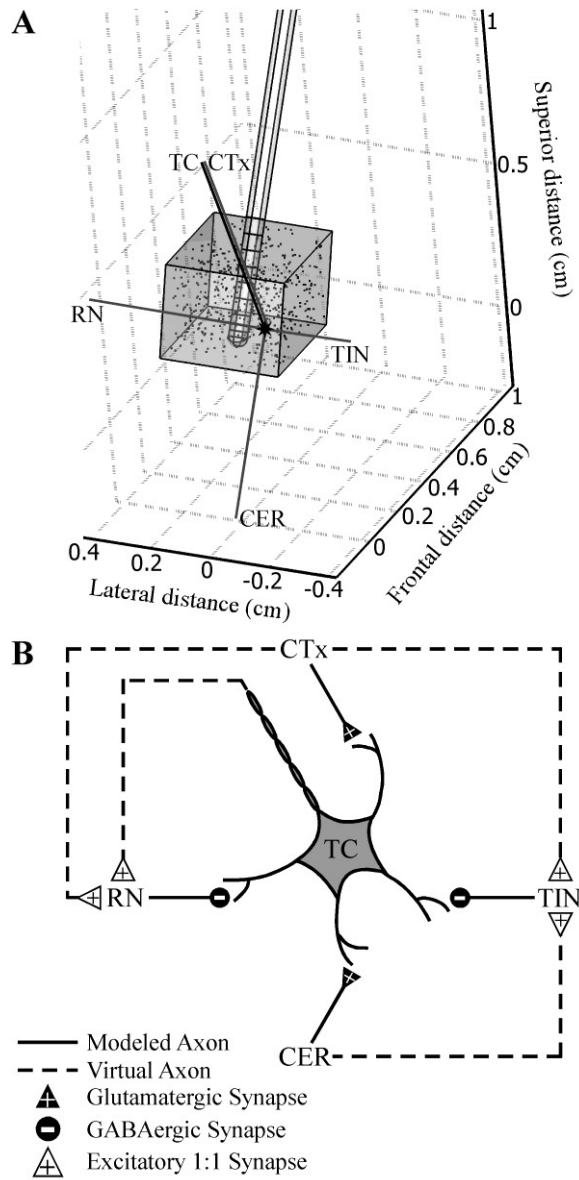 A
1
Superior distance (cm)
0.5
TC CTx
0
RN
TIN
1
0.8
0.6
0.4
0.2
0
Frontal distance (cm)
CER
0.4
0.2
0
-0.2
-0.4
Lateral distance (cm)
B
CTx
TC
RN
TIN
CER
Modeled Axon
Virtual Axon
Glutamatergic Synapse
GABAergic Synapse
Excitatory 1:1 Synapse